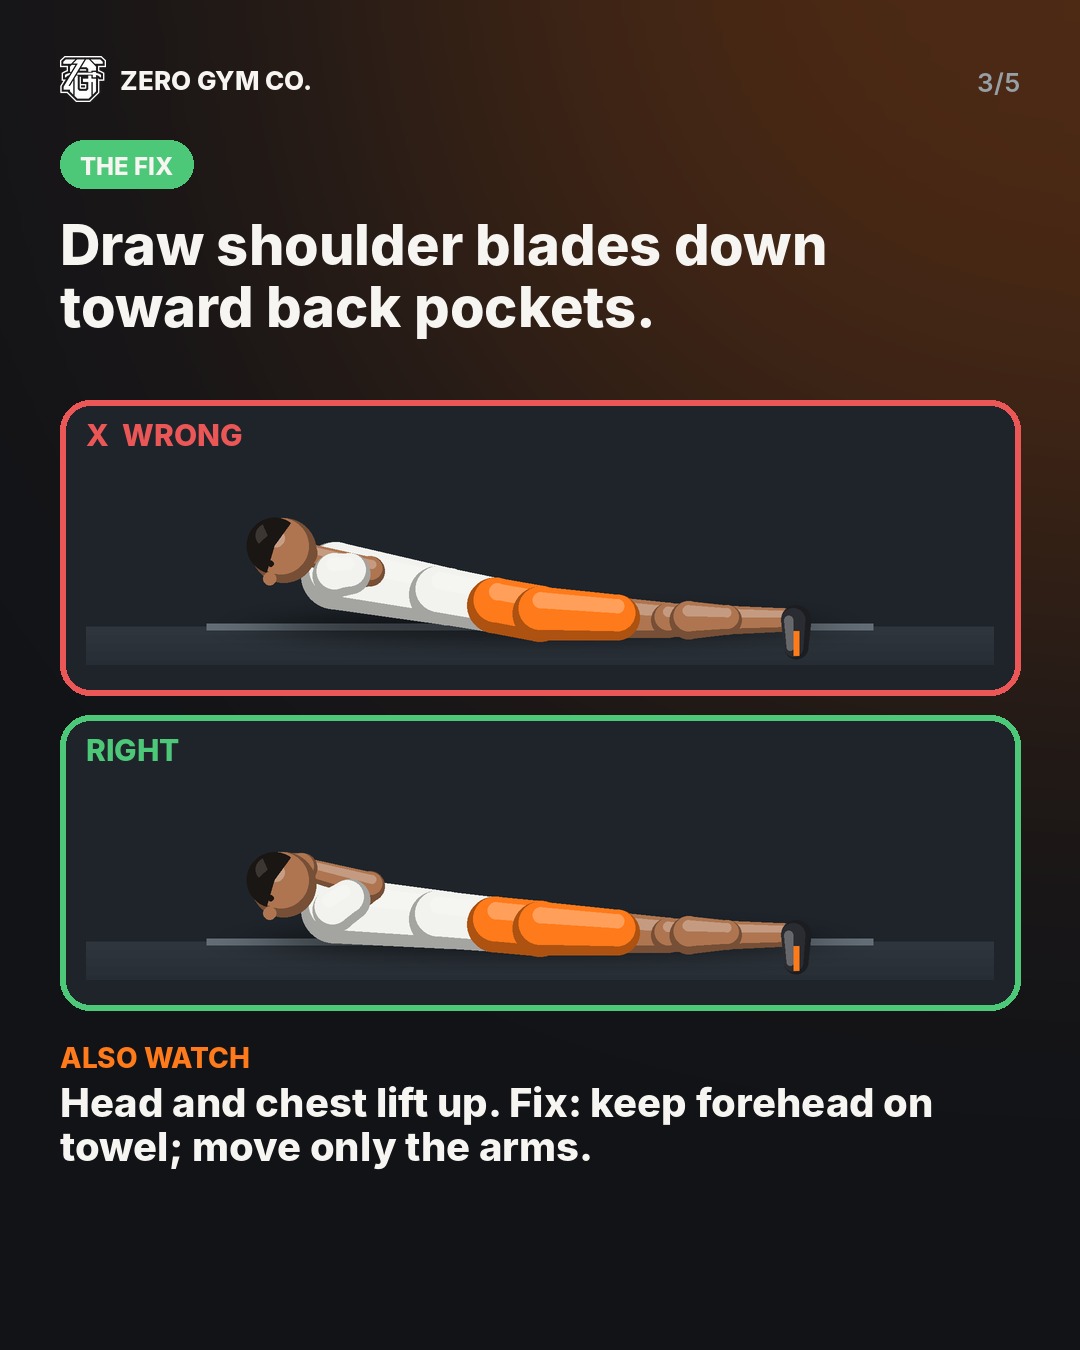 ZERO GYM CO.
3/5
THE FIX
Draw shoulder blades down
toward back pockets.
X WRONG
RIGHT
ALSO WATCH
Head and chest lift up. Fix: keep forehead on
towel; move only the arms.